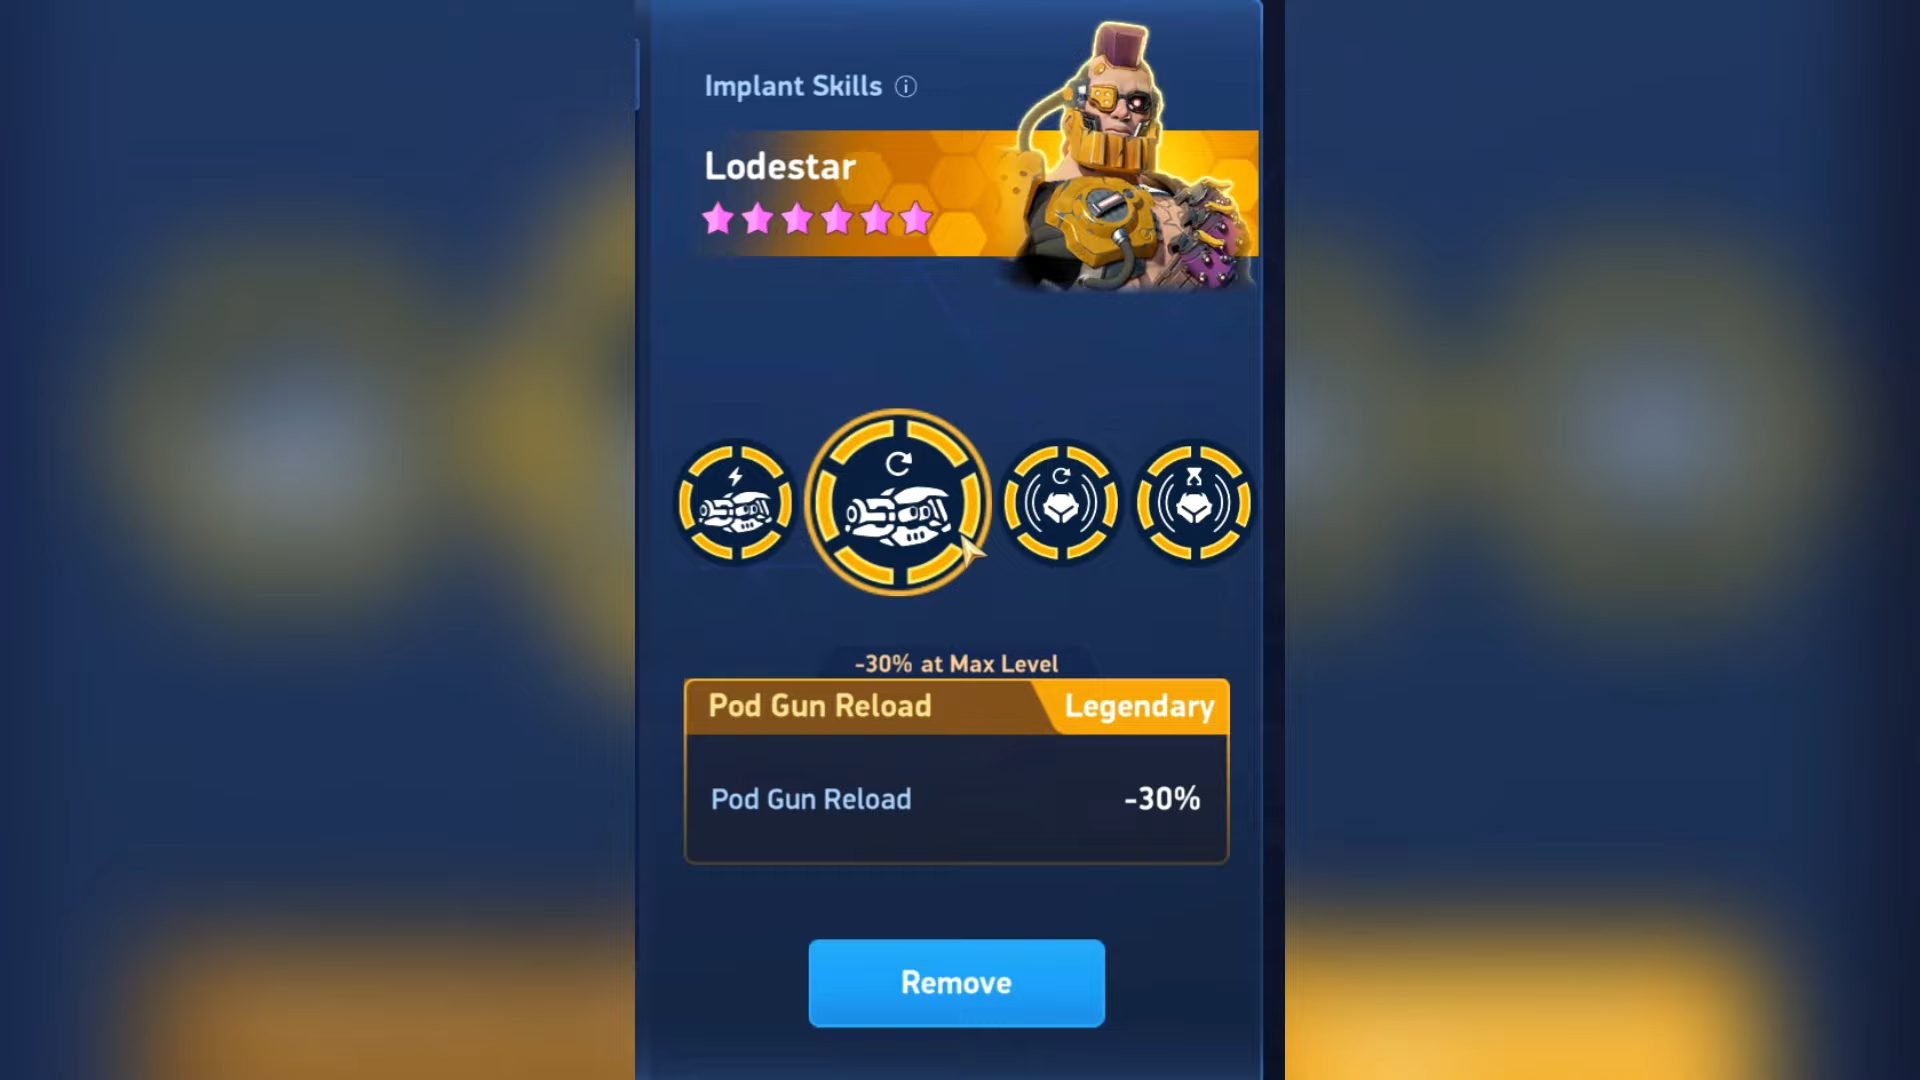 Implant Skills
Lodestar
-30% at Max Level
Pod Gun Reload
Legendary
Pod Gun Reload
-30%
Remove